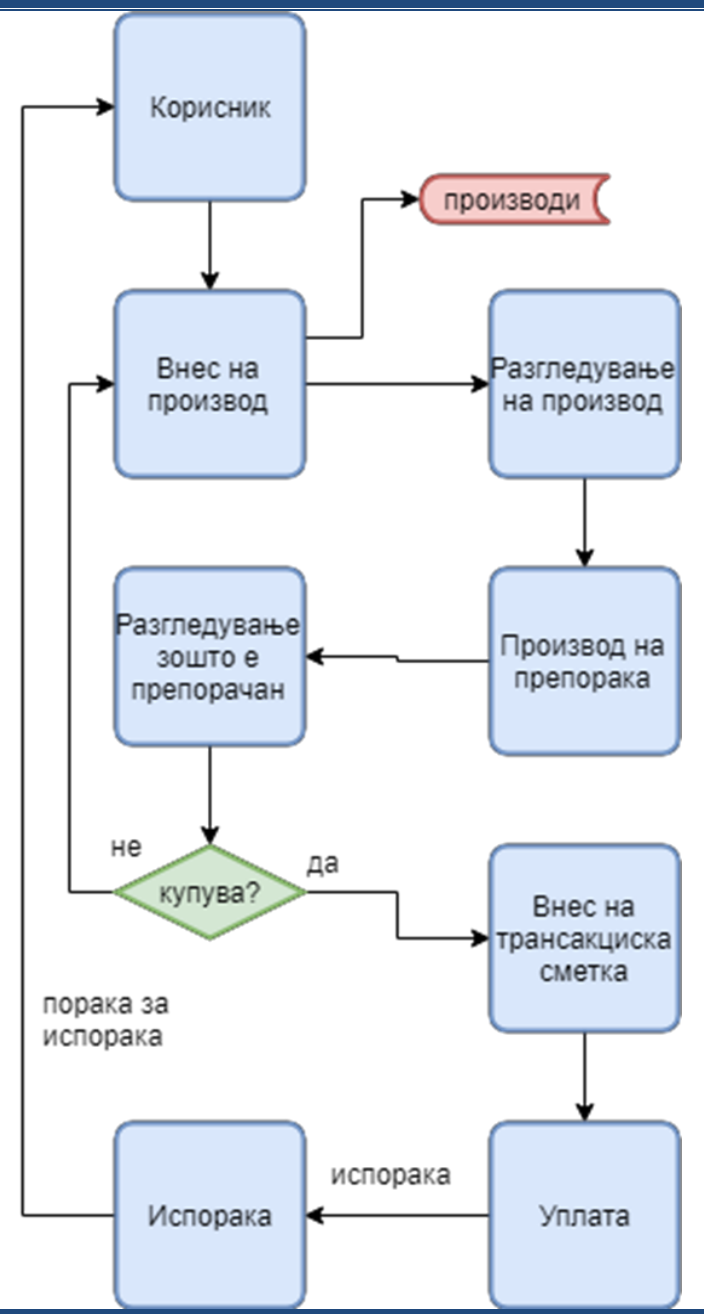 Корисник
производи
Внес на
производ
Разгледување
на производ
Разгледување
зошто е
препорачан
Производ на
препорака
не
да
купува?
Внес на
трансакциска
сметка
порака за
испорака
испорака
Испорака
Уплата